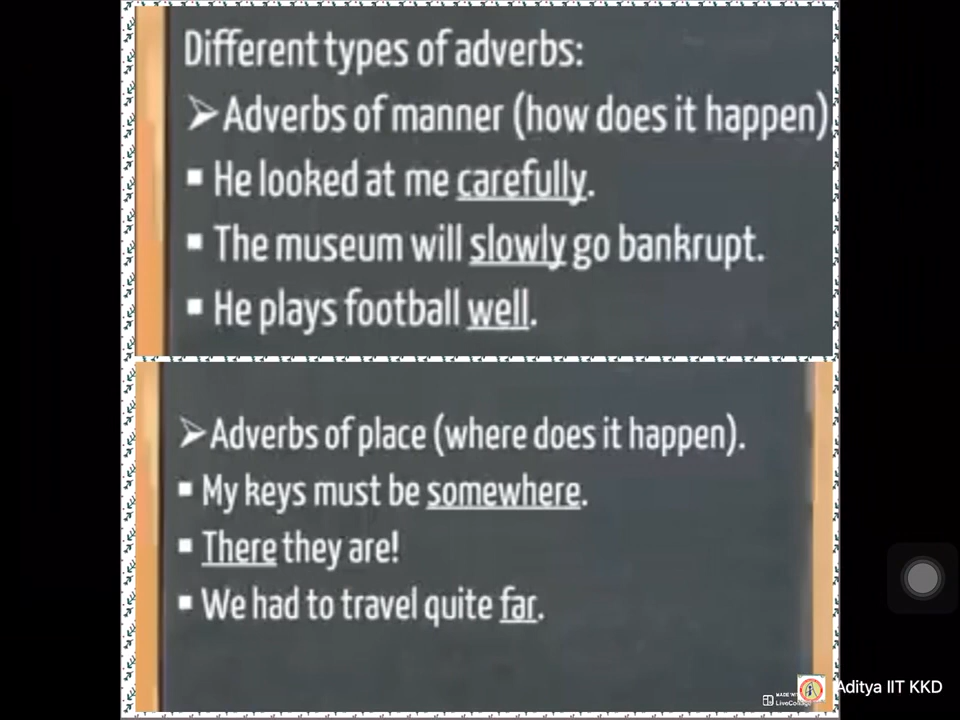 Different types of adverbs:
➢Adverbs of manner (how does it happen)
▪ He looked at me carefully.
▪ The museum will slowly go bankrupt.
▪ He plays football well.
➢Adverbs of place (where does it happen).
▪ My keys must be somewhere.
▪ There they are!
▪ We had to travel quite far.
MADE WITH
Aditya IIT KKD